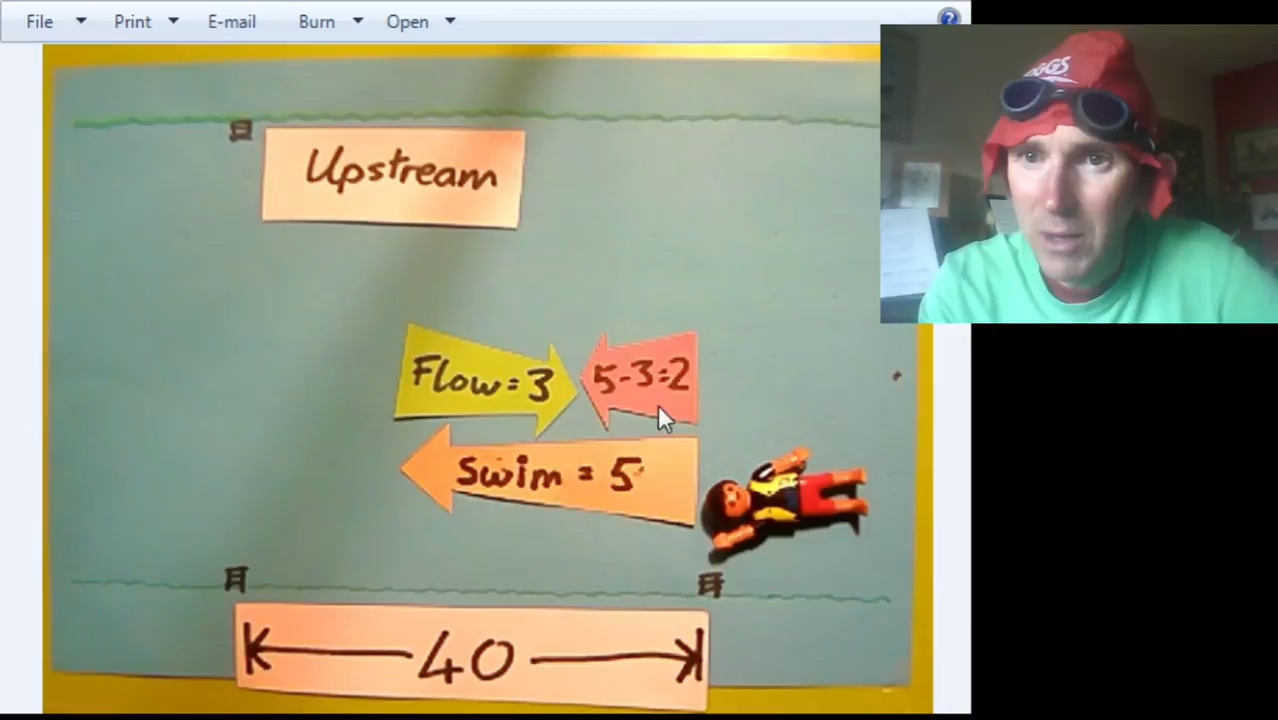 File Print E-mail Burn Open
Upstream
Flow = 3
5-3=2
Swim = 5
40